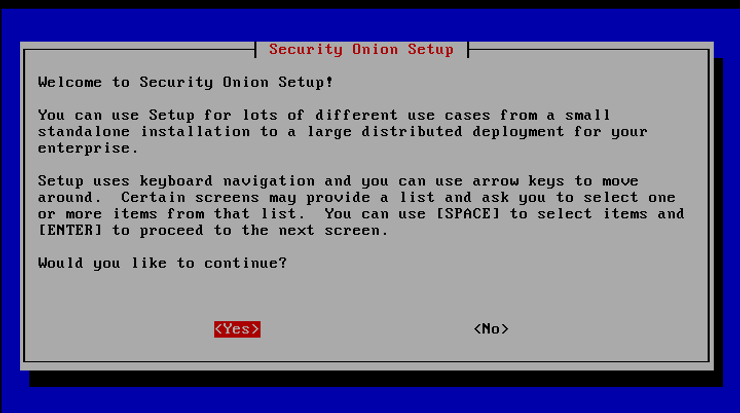 Security Onion Setup
Welcome to Security Onion Setup!
You can use Setup for lots of different use cases from a small
standalone installation to a large distributed deployment for your
enterprise.
Setup uses keyboard navigation and you can use arrow keys to move
around.  Certain screens may provide a list and ask you to select one
or more items from that list.  You can use [SPACE] to select items and
[ENTER] to proceed to the next screen.
Would you like to continue?
<Yes> <No>